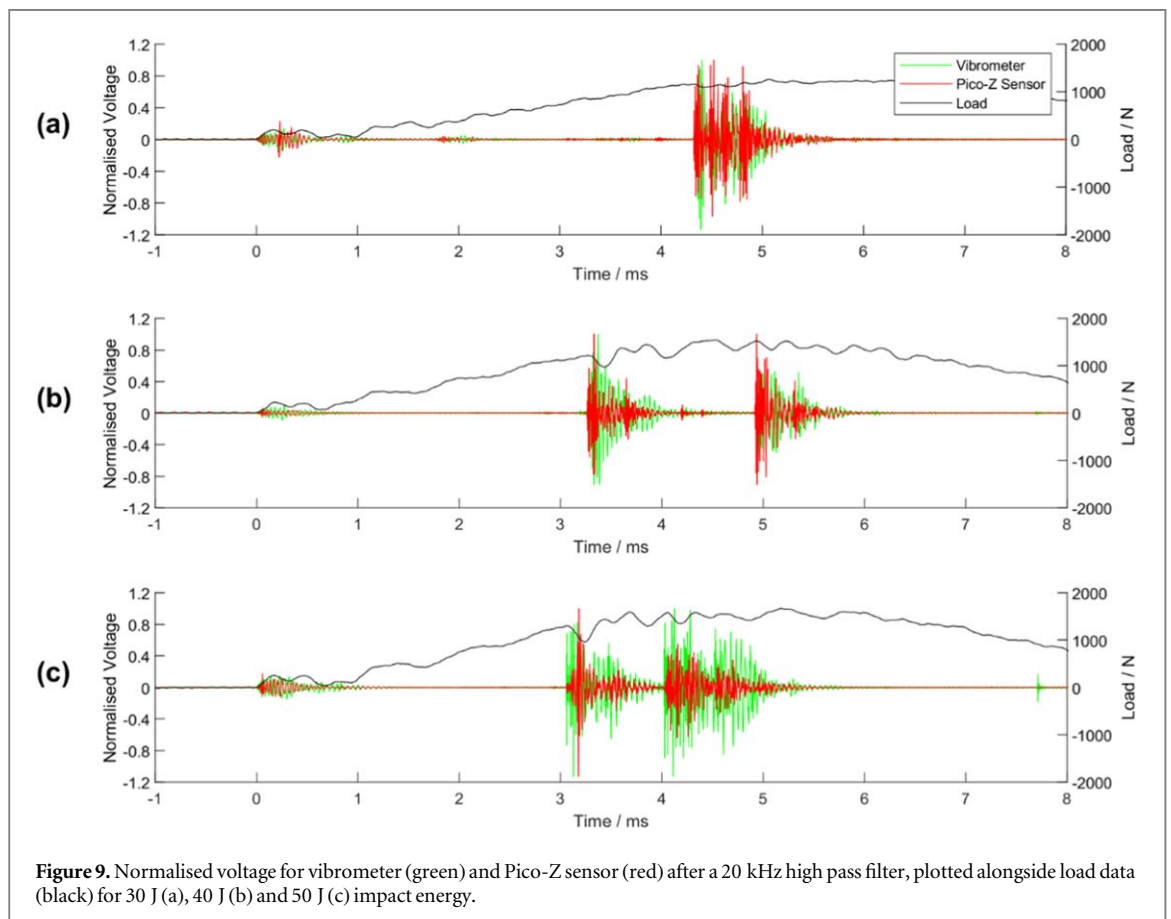 (a)
Normalised Voltage
1.2
0.8
0.4
0
-0.4
-0.8
-1.2
-1 0 1 2 3 4 5 6 7 8
Time / ms
2000
1000
0
-1000
-2000
Load / N
Vibrometer
Pico-Z Sensor
Load
(b)
Normalised Voltage
1.2
0.8
0.4
0
-0.4
-0.8
-1.2
-1 0 1 2 3 4 5 6 7 8
Time / ms
2000
1000
0
-1000
-2000
Load / N
(c)
Normalised Voltage
1.2
0.8
0.4
0
-0.4
-0.8
-1.2
-1 0 1 2 3 4 5 6 7 8
Time / ms
2000
1000
0
-1000
-2000
Load / N
Figure 9. Normalised voltage for vibrometer (green) and Pico-Z sensor (red) after a 20 kHz high pass filter, plotted alongside load data
(black) for 30 J (a), 40 J (b) and 50 J (c) impact energy.